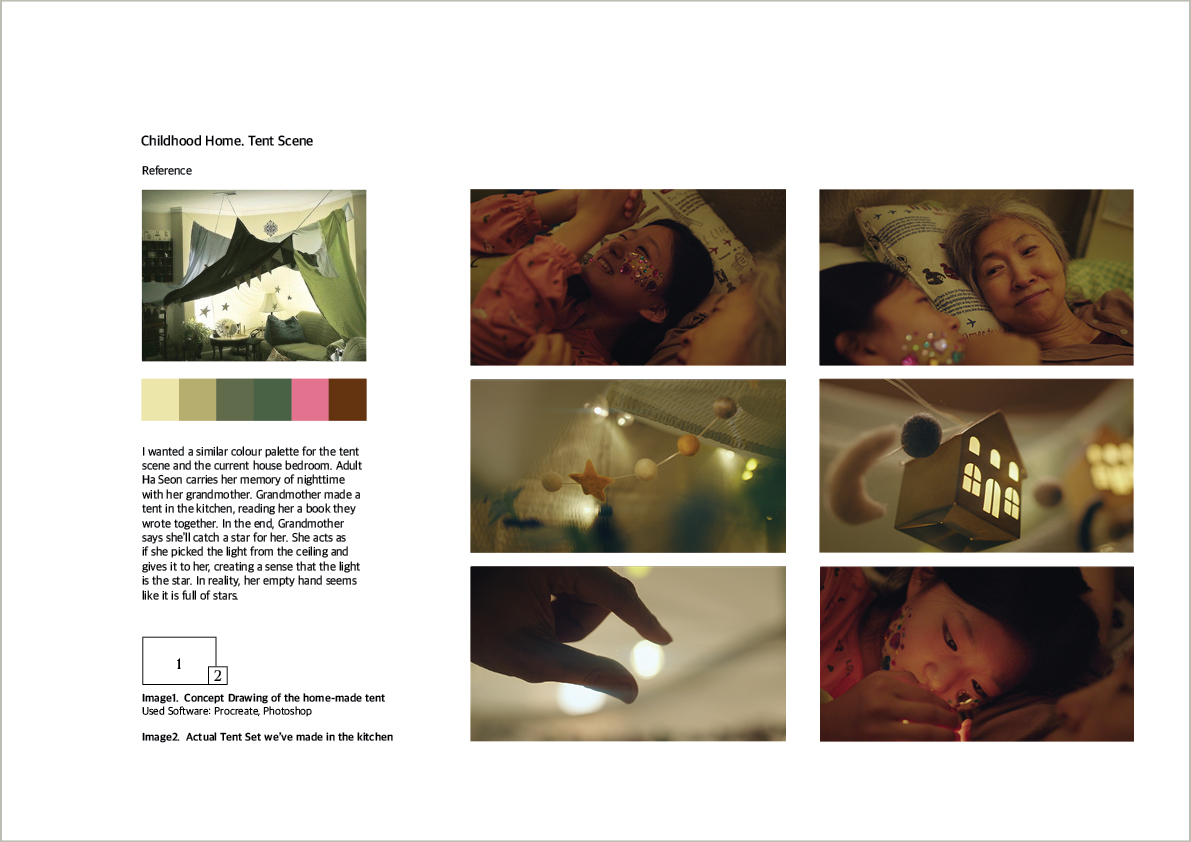 Childhood Home. Tent Scene
Reference
I wanted a similar colour palette for the tent
scene and the current house bedroom. Adult
Ha Seon carries her memory of nighttime
with her grandmother. Grandmother made a
tent in the kitchen, reading her a book they
wrote together. In the end, Grandmother
says she'll catch a star for her. She acts as
if she picked the light from the ceiling and
gives it to her, creating a sense that the light
is the star. In reality, her empty hand seems
like it is full of stars.
1
2
Image1. Concept Drawing of the home-made tent
Used Software: Procreate, Photoshop
Image2. Actual Tent Set we've made in the kitchen